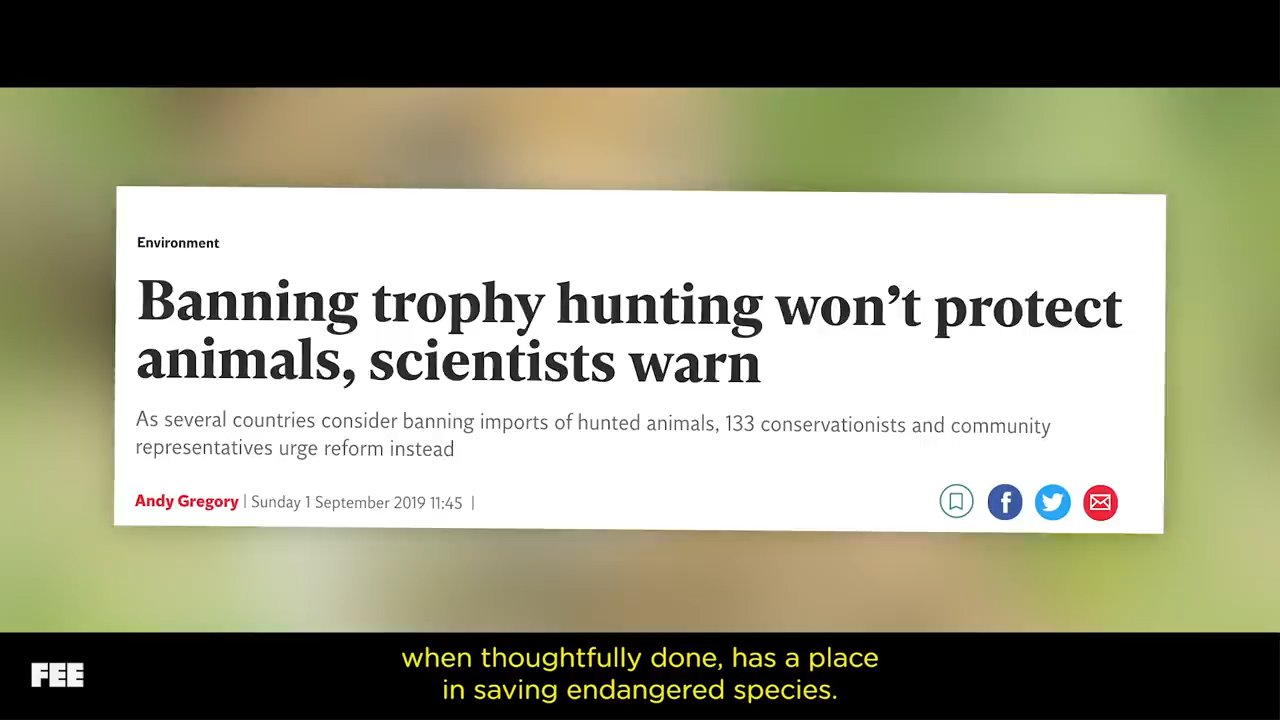 Environment
Banning trophy hunting won’t protect
animals, scientists warn
As several countries consider banning imports of hunted animals, 133 conservationists and community
representatives urge reform instead
Andy Gregory | Sunday 1 September 2019 11:45 |
when thoughtfully done, has a place
in saving endangered species.
FEE